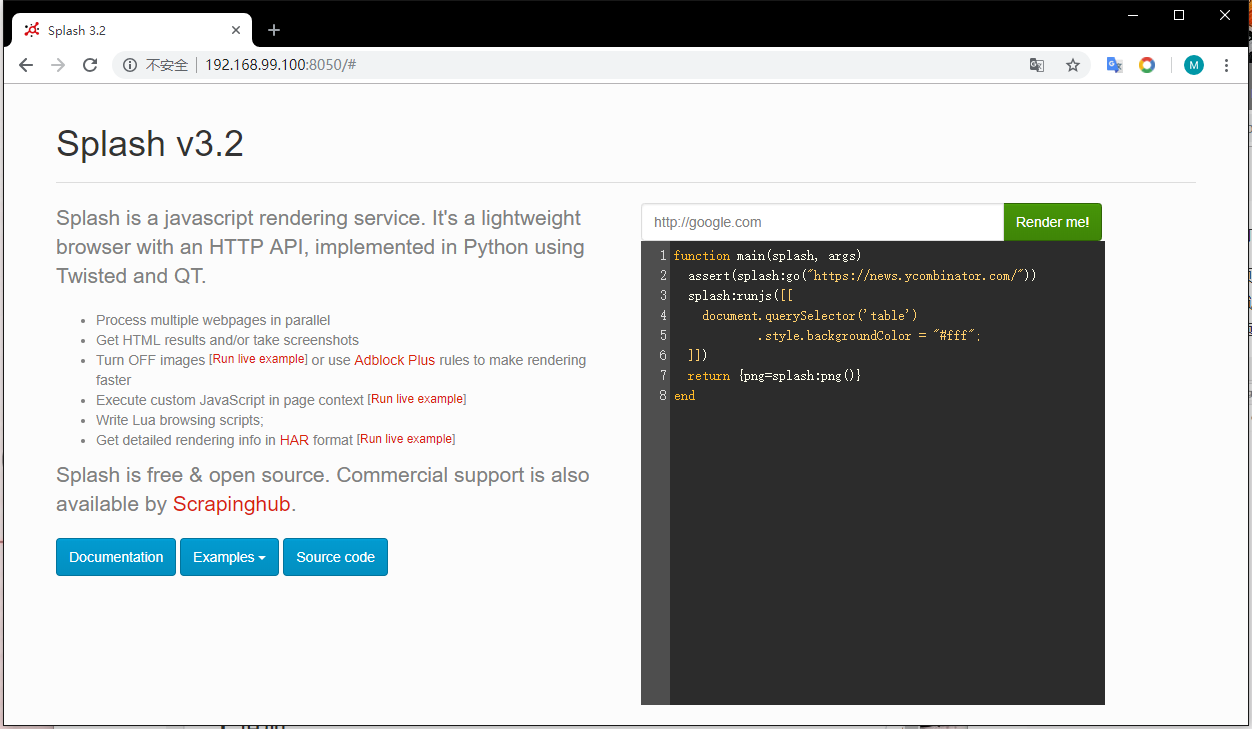 Splash 3.2
不安全
192.168.99.100:8050/#
M
Splash v3.2
Splash is a javascript rendering service. It's a lightweight
browser with an HTTP API, implemented in Python using
Twisted and QT.
Process multiple webpages in parallel
Get HTML results and/or take screenshots
Turn OFF images [Run live example] or use Adblock Plus rules to make rendering
faster
Execute custom JavaScript in page context [Run live example]
Write Lua browsing scripts;
Get detailed rendering info in HAR format [Run live example]
Splash is free & open source. Commercial support is also
available by Scrapinghub.
Documentation
Examples
Source code
http://google.com
Render me!
1 function main(splash, args)
2   assert(splash:go("https://news.ycombinator.com/"))
3   splash:runjs([[
4     document.querySelector('table')
5             .style.backgroundColor = "#fff";
6   ]])
7   return {png=splash:png()}
8 end